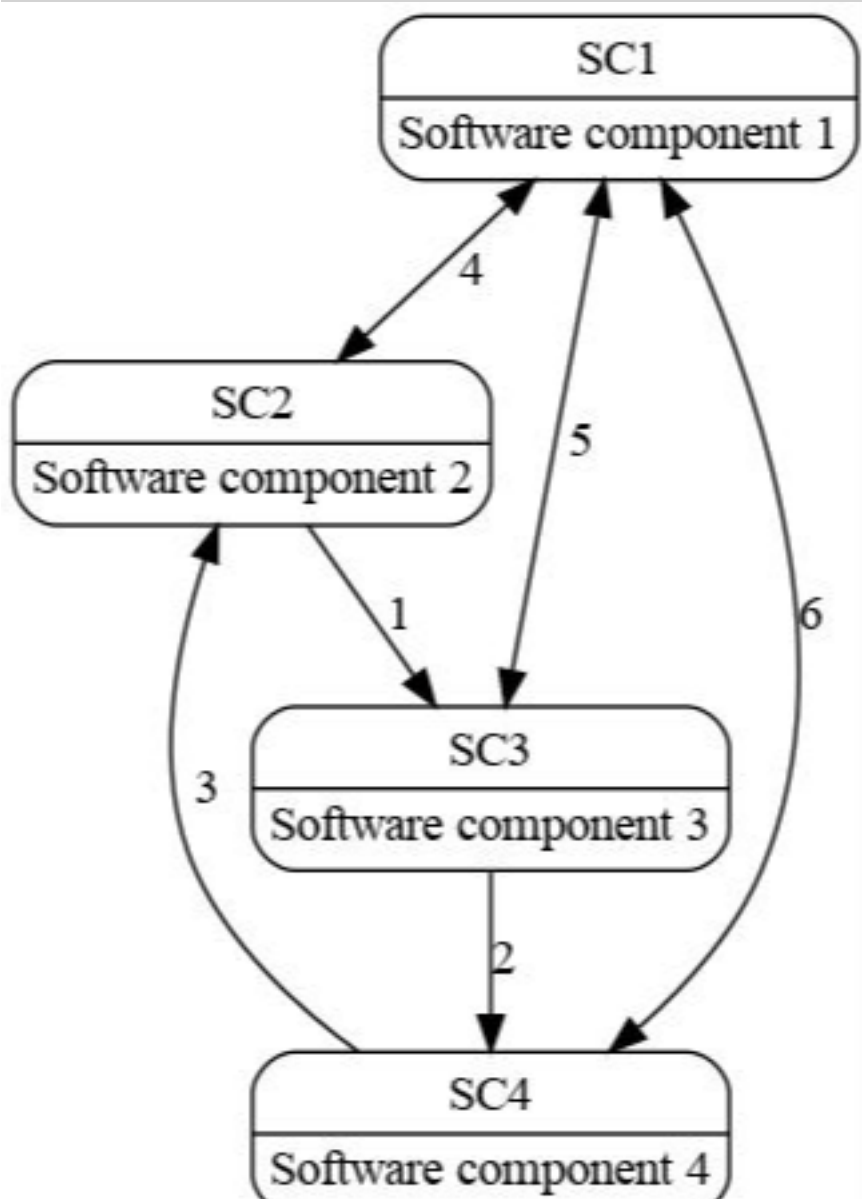 SC1
Software component 1
4
SC2
Software component 2
5
1
6
SC3
3
Software component 3
2
SC4
Software component 4